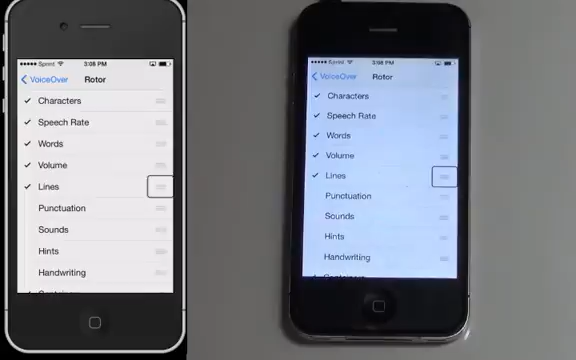 Sprint 3:08 PM
VoiceOver Rotor
Characters
Speech Rate
Words
Volume
Lines
Punctuation
Sounds
Hints
Handwriting
Sprint 3:08 PM
VoiceOver Rotor
Characters
Speech Rate
Words
Volume
Lines
Punctuation
Sounds
Hints
Handwriting